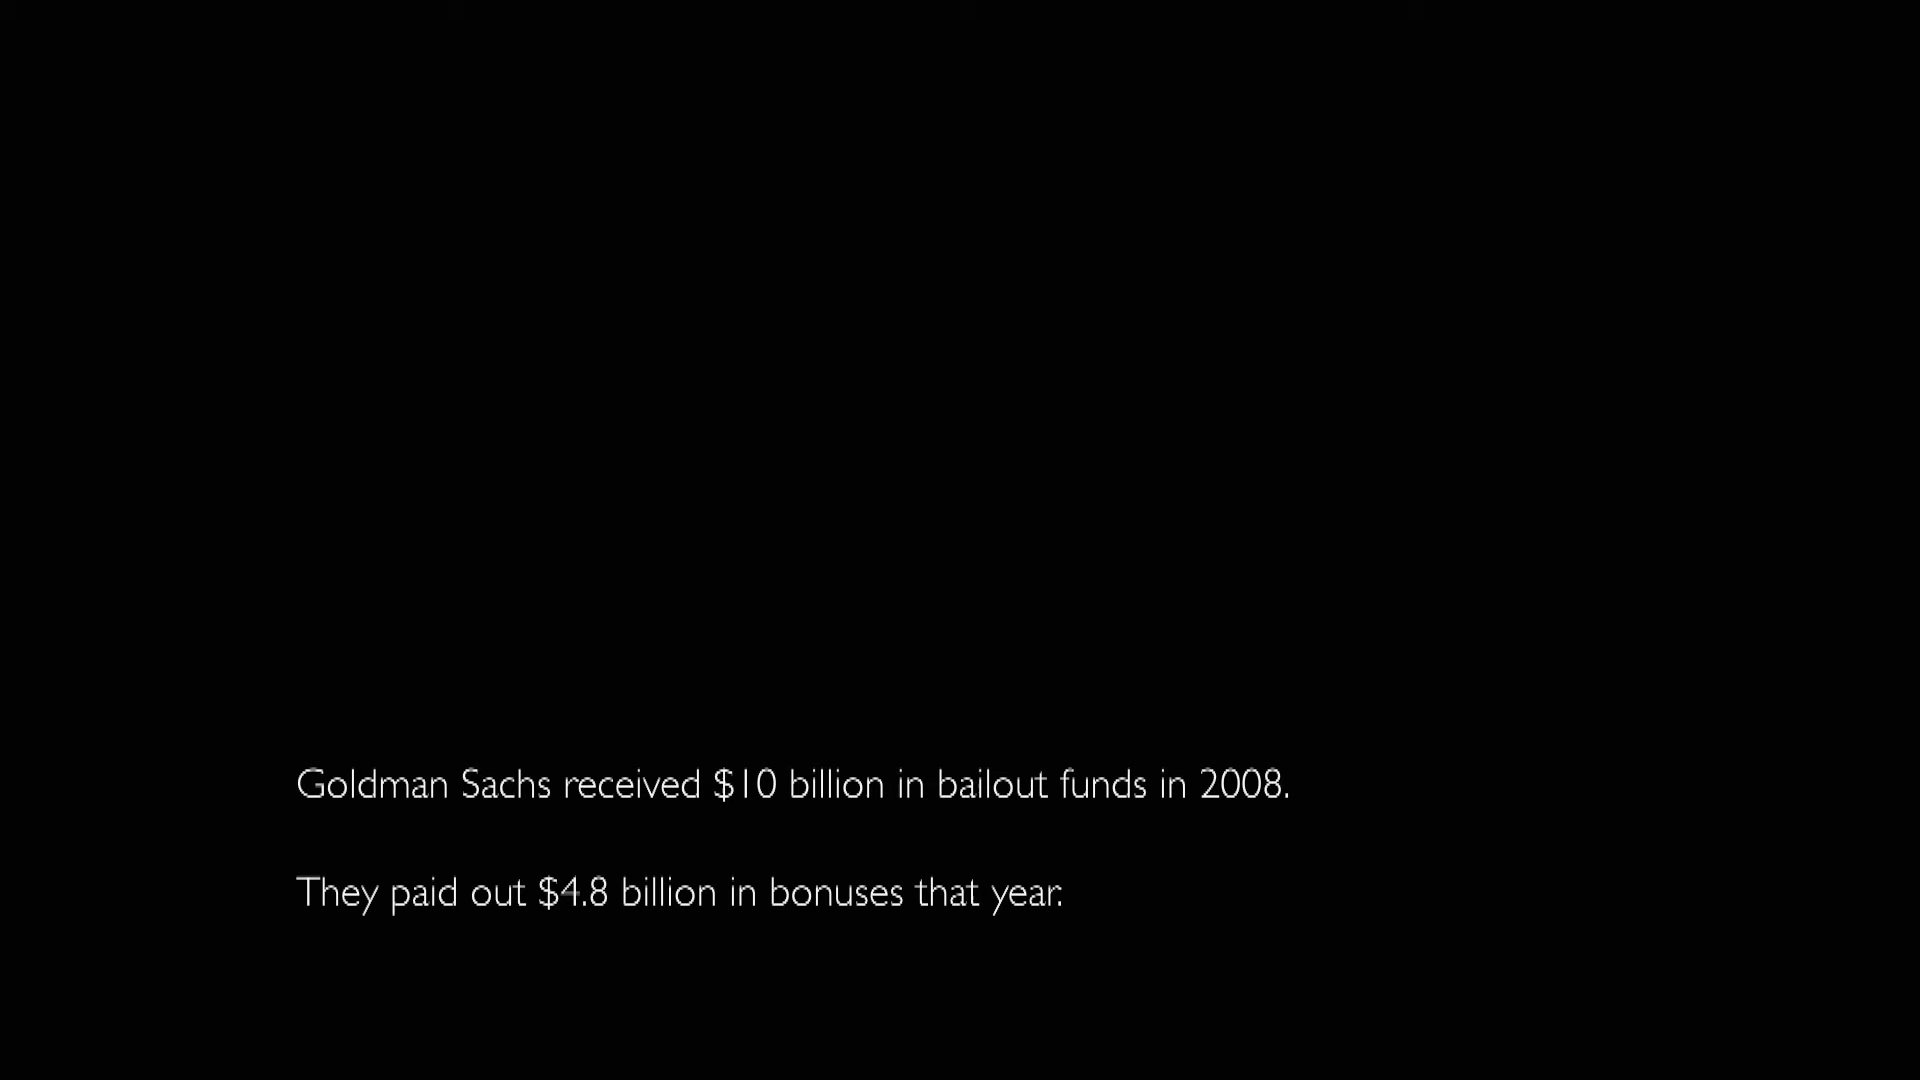 Goldman Sachs received $10 billion in bailout funds in 2008.
They paid out $4.8 billion in bonuses that year.